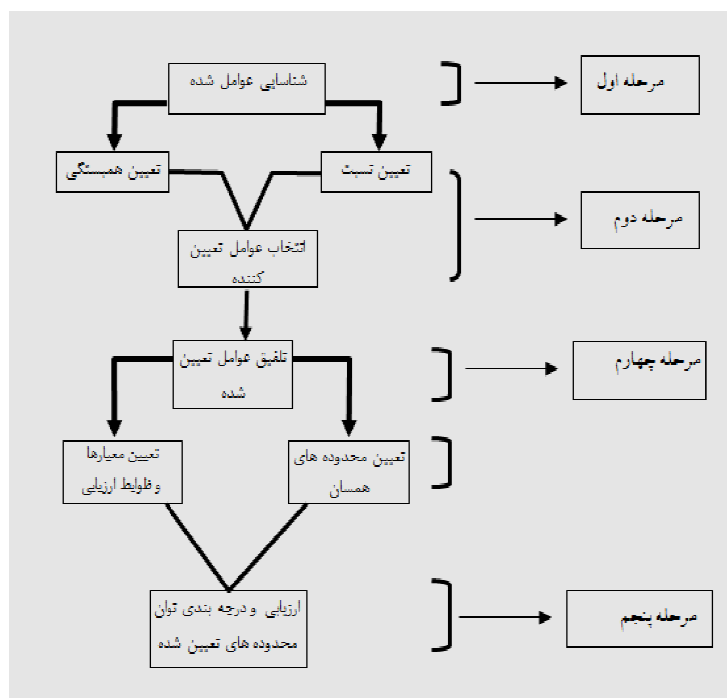 شناسایی عوامل شده
مرحله اول
تعیین نسبت
تعیین همبستگی
انتخاب عوامل تعیین
کننده
مرحله دوم
تلفیق عوامل تعیین
شده
مرحله چهارم
تعیین محدوده های
همسان
تعیین معیارها
و ضوابط ارزیابی
ارزیابی و درجه بندی توان
محدوده های تعیین شده
مرحله پنجم